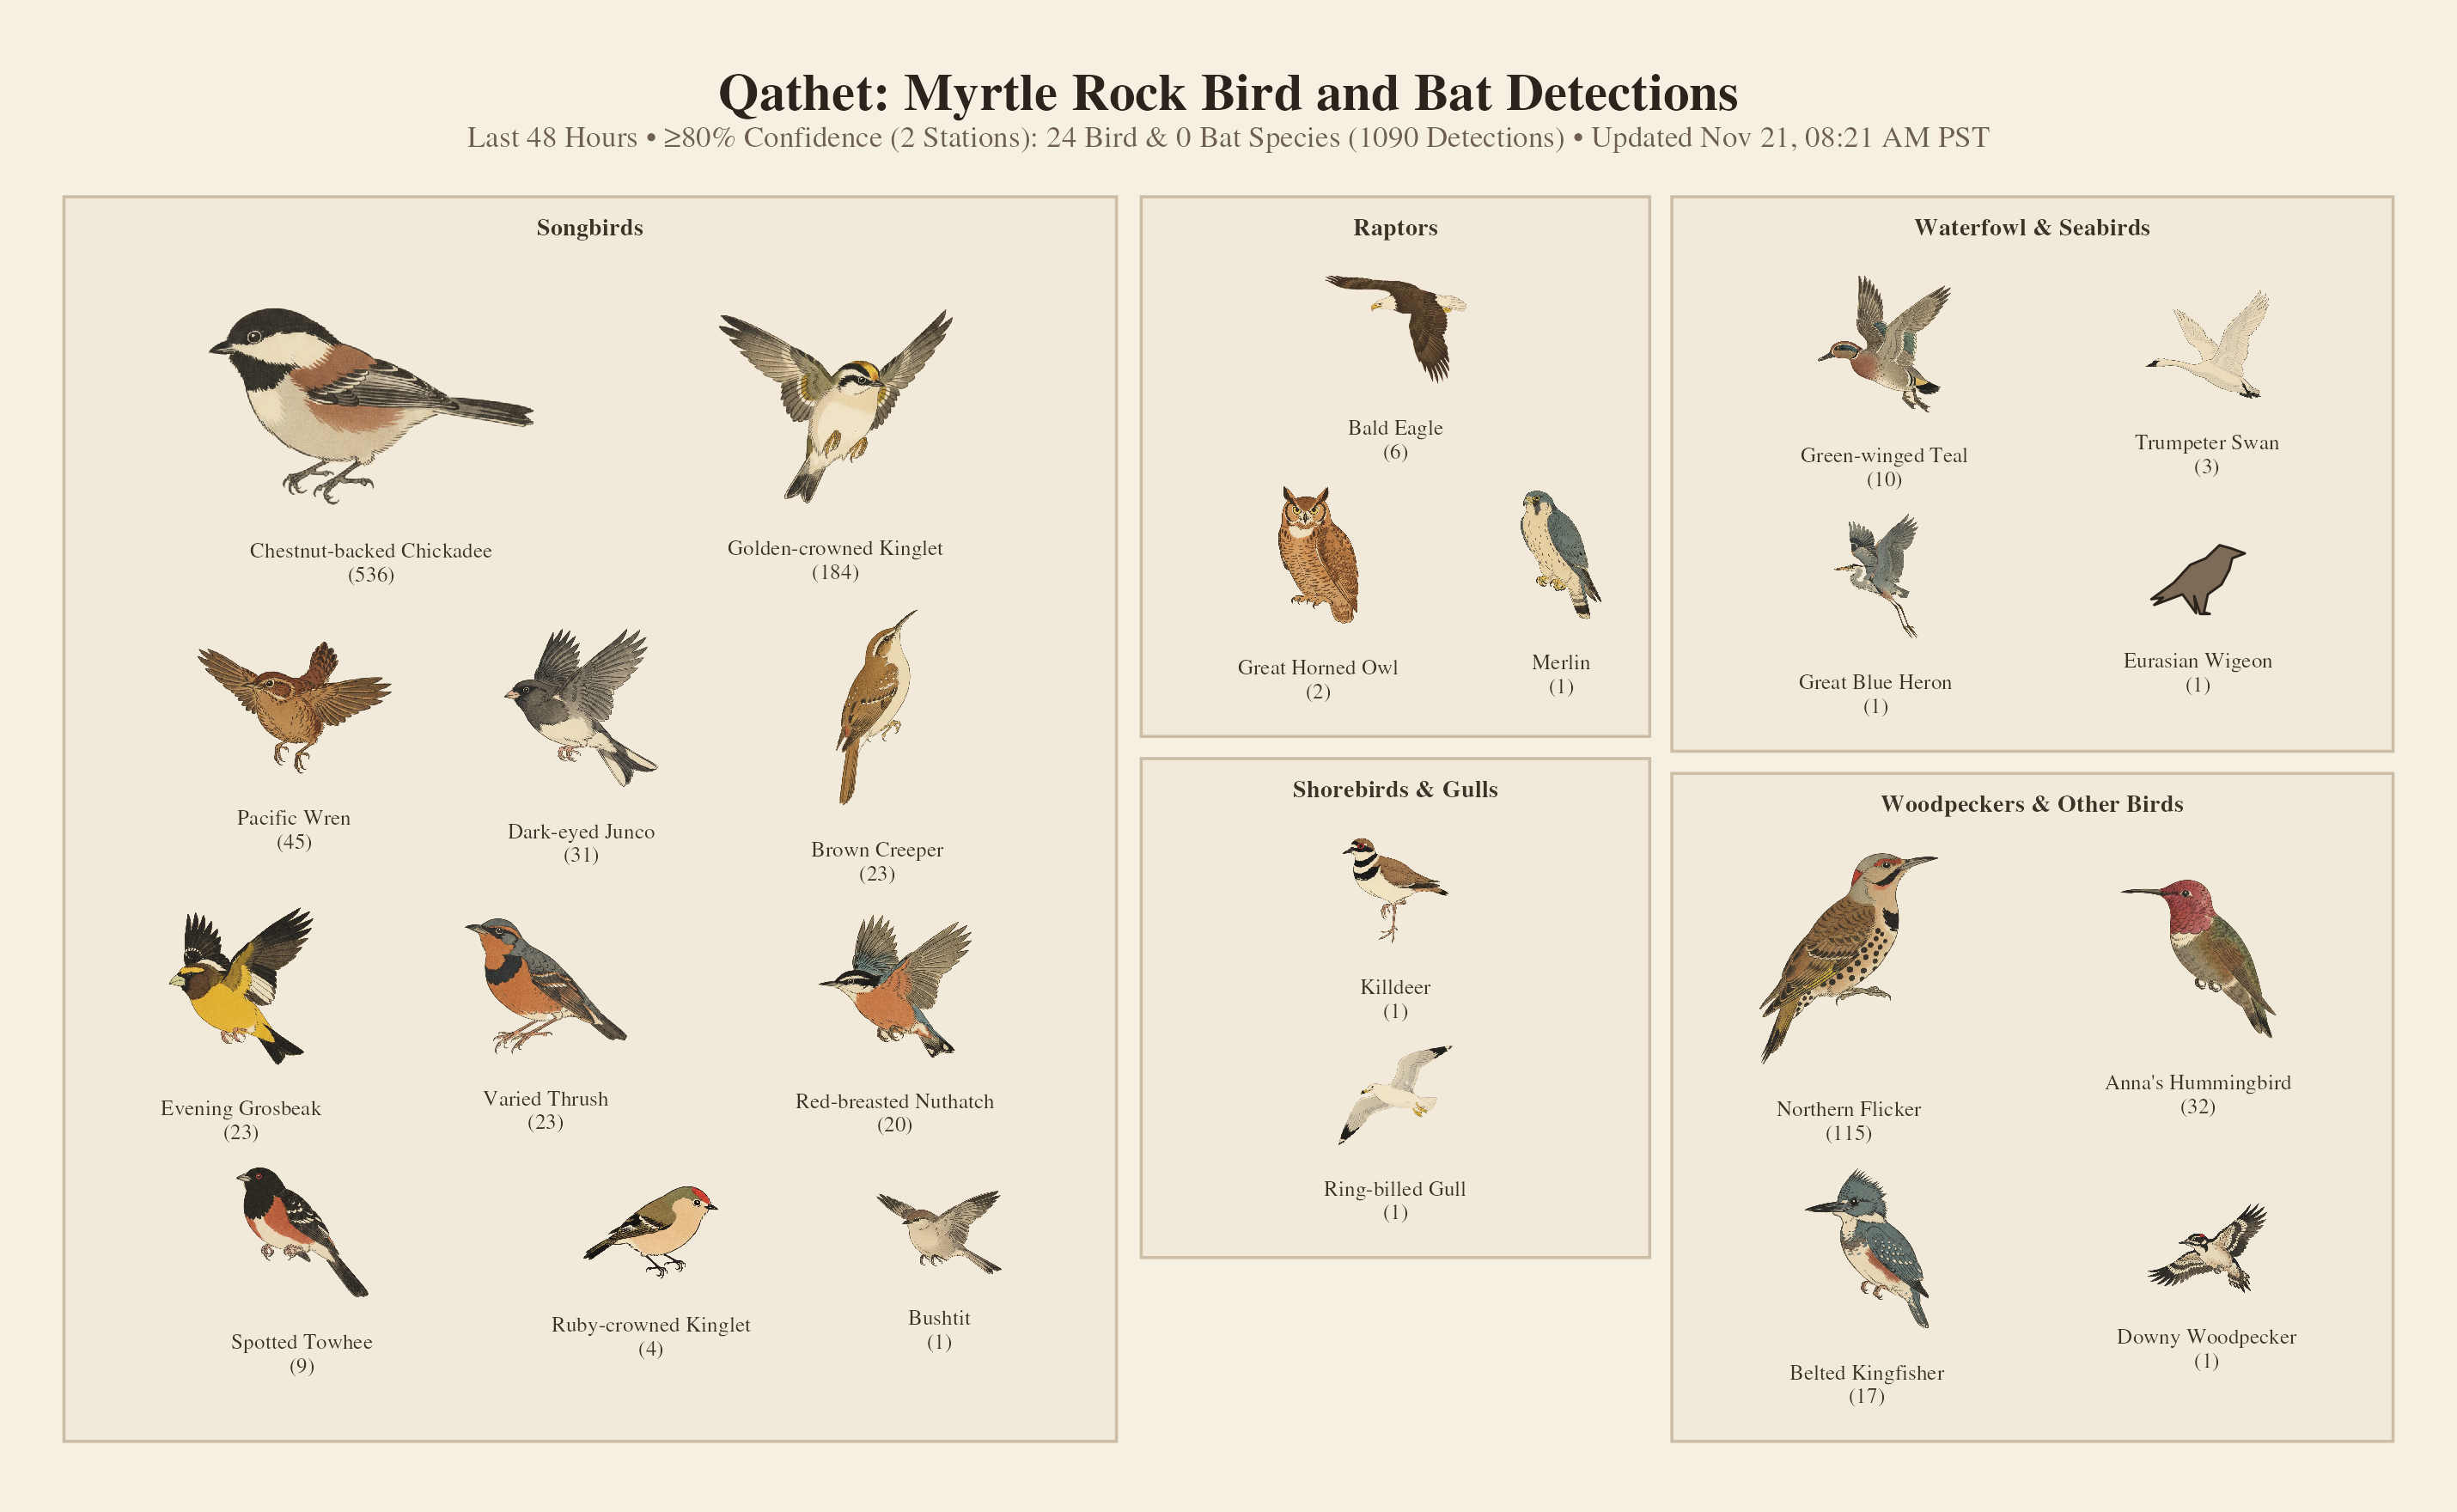 Qathet: Myrtle Rock Bird and Bat Detections
Last 48 Hours • ≥80% Confidence (2 Stations): 24 Bird & 0 Bat Species (1090 Detections) • Updated Nov 21, 08:21 AM PST
Songbirds
Chestnut-backed Chickadee
(536)
Golden-crowned Kinglet
(184)
Pacific Wren
(45)
Dark-eyed Junco
(31)
Brown Creeper
(23)
Evening Grosbeak
(23)
Varied Thrush
(23)
Red-breasted Nuthatch
(20)
Spotted Towhee
(9)
Ruby-crowned Kinglet
(4)
Bushtit
(1)
Raptors
Bald Eagle
(6)
Great Horned Owl
(2)
Merlin
(1)
Shorebirds & Gulls
Killdeer
(1)
Ring-billed Gull
(1)
Waterfowl & Seabirds
Green-winged Teal
(10)
Trumpeter Swan
(3)
Great Blue Heron
(1)
Eurasian Wigeon
(1)
Woodpeckers & Other Birds
Northern Flicker
(115)
Anna's Hummingbird
(32)
Belted Kingfisher
(17)
Downy Woodpecker
(1)